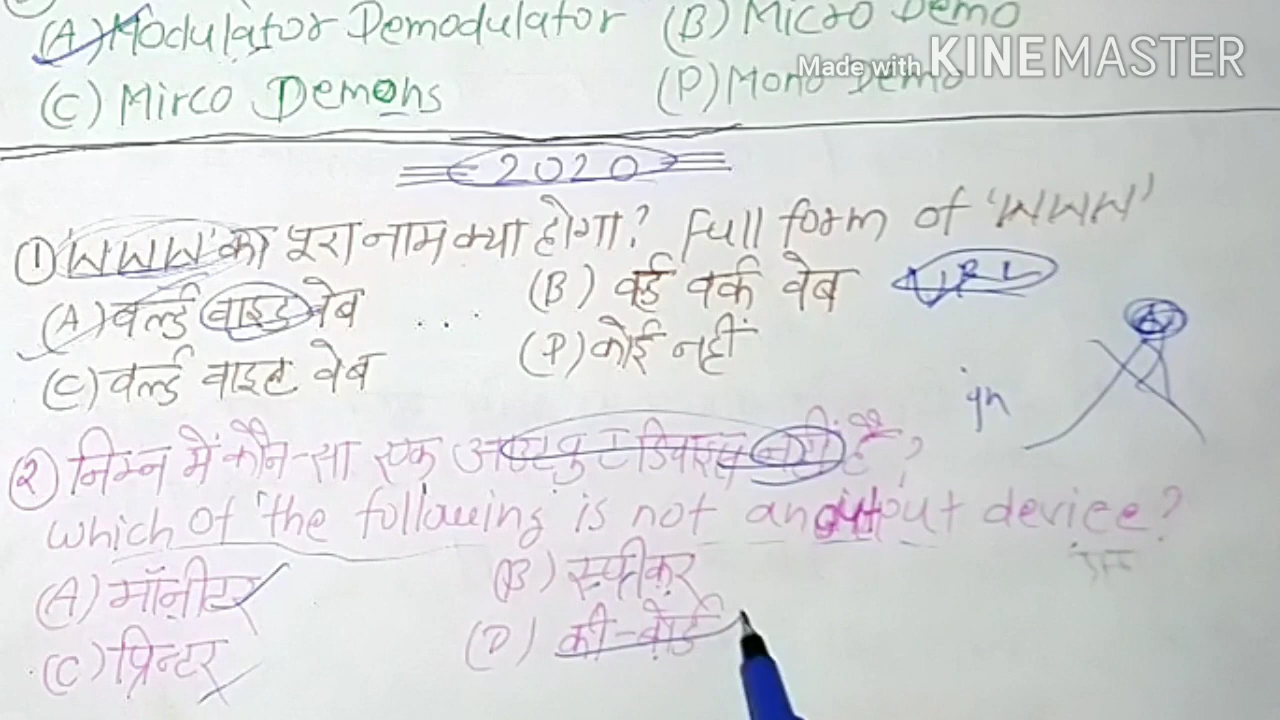 (A) Modulator Demodulator (B) Micro Demo
Made with KINEMASTER
(C) Mirco Demons (D) Mono Demo
2020
① 'WWW' का पूरा नाम क्या होगा? Full form of 'WWW'
(A) वर्ल्ड वाइड वेब (B) वर्ड वर्क वेब URL
(C) वर्ल्ड वाइल्ड वेब (D) कोई नहीं
② निम्न में कौन-सा एक आउटपुट डिवाइस नहीं है?
which of the following is not an output device?
(A) मॉनीटर (B) स्पीकर
(C) प्रिन्टर (D) की-बोर्ड